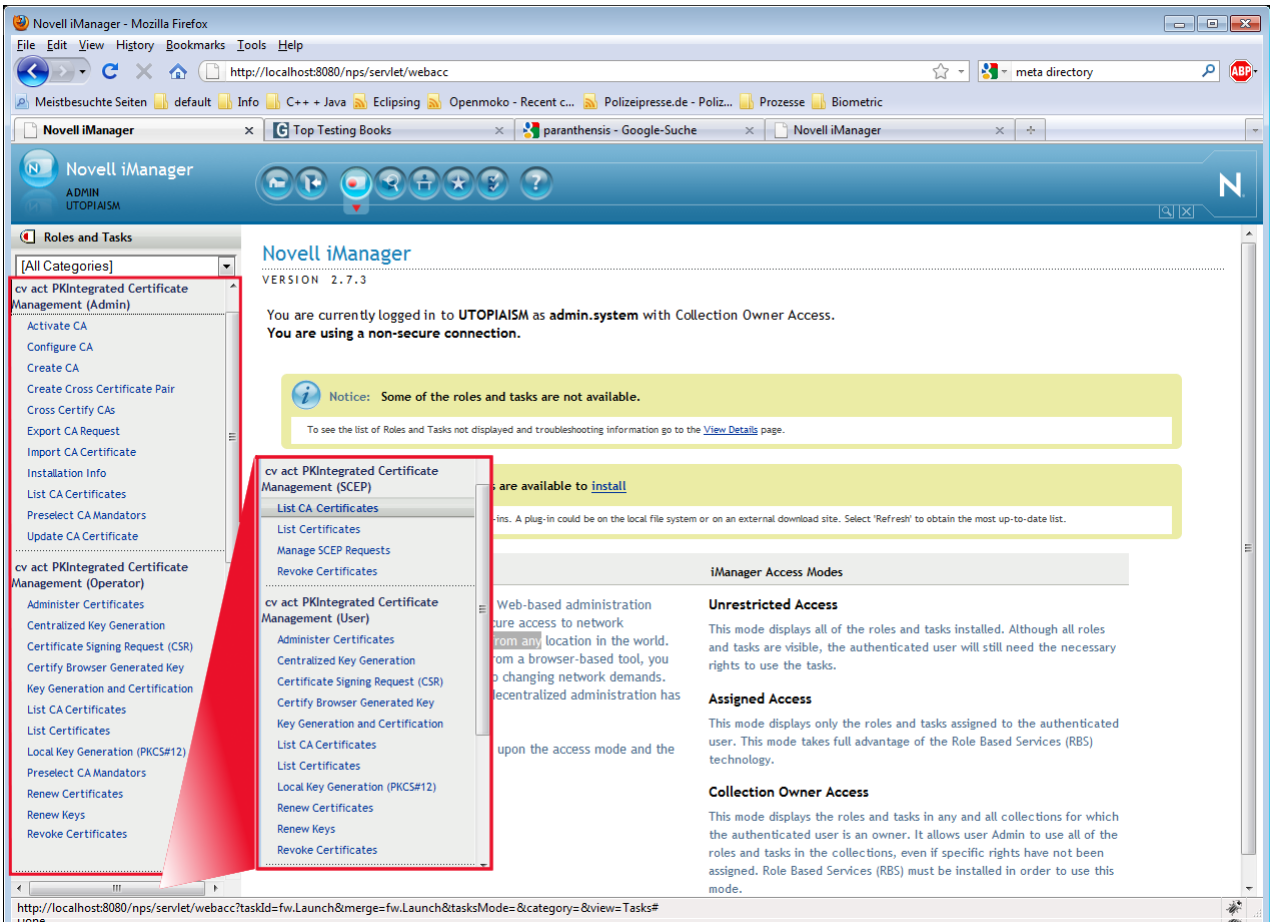 Novell iManager - Mozilla Firefox
File Edit View History Bookmarks Tools Help
http://localhost:8080/nps/servlet/webacc
meta directory
ABP
Meistbesuchte Seiten default Info C++ + Java Eclipsing Openmoko - Recent c... Polizeipresse.de - Poliz... Prozesse Biometric
Novell iManager
Top Testing Books
paranthensis - Google-Suche
Novell iManager
Novell iManager
ADMIN
UTOPIAISM
N
Roles and Tasks
[All Categories]
cv act PKIntegrated Certificate
Management (Admin)
Activate CA
Configure CA
Create CA
Create Cross Certificate Pair
Cross Certify CAs
Export CA Request
Import CA Certificate
Installation Info
List CA Certificates
Preselect CA Mandators
Update CA Certificate
cv act PKIntegrated Certificate
Management (Operator)
Administer Certificates
Centralized Key Generation
Certificate Signing Request (CSR)
Certify Browser Generated Key
Key Generation and Certification
List CA Certificates
List Certificates
Local Key Generation (PKCS#12)
Preselect CA Mandators
Renew Certificates
Renew Keys
Revoke Certificates
cv act PKIntegrated Certificate
Management (SCEP)
List CA Certificates
List Certificates
Manage SCEP Requests
Revoke Certificates
cv act PKIntegrated Certificate
Management (User)
Administer Certificates
Centralized Key Generation
Certificate Signing Request (CSR)
Certify Browser Generated Key
Key Generation and Certification
List CA Certificates
List Certificates
Local Key Generation (PKCS#12)
Renew Certificates
Renew Keys
Revoke Certificates
Novell iManager
VERSION 2.7.3
You are currently logged in to UTOPIAISM as admin.system with Collection Owner Access.
You are using a non-secure connection.
Notice: Some of the roles and tasks are not available.
To see the list of Roles and Tasks not displayed and troubleshooting information go to the View Details page.
are available to install
-ins. A plug-in could be on the local file system or on an external download site. Select 'Refresh' to obtain the most up-to-date list.
Web-based administration
access to network
from any location in the world.
from a browser-based tool, you
changing network demands.
decentralized administration has
upon the access mode and the
iManager Access Modes
Unrestricted Access
This mode displays all of the roles and tasks installed. Although all roles
and tasks are visible, the authenticated user will still need the necessary
rights to use the tasks.
Assigned Access
This mode displays only the roles and tasks assigned to the authenticated
user. This mode takes full advantage of the Role Based Services (RBS)
technology.
Collection Owner Access
This mode displays the roles and tasks in any and all collections for which
the authenticated user is an owner. It allows user Admin to use all of the
roles and tasks in the collections, even if specific rights have not been
assigned. Role Based Services (RBS) must be installed in order to use this
mode.
http://localhost:8080/nps/servlet/webacc?taskId=fw.Launch&merge=fw.Launch&tasksMode=&category=&view=Tasks#